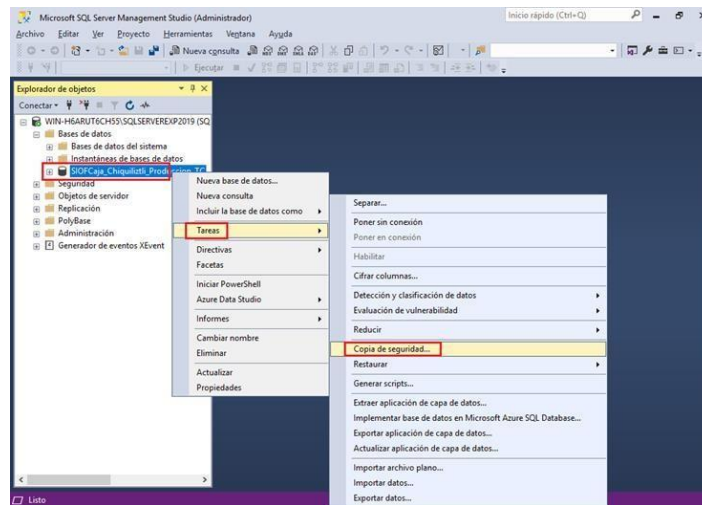 Microsoft SQL Server Management Studio (Administrador)
Inicio rápido (Ctrl+Q)
Archivo Editar Ver Proyecto Herramientas Ventana Ayuda
Nueva consulta
Ejecutar
Explorador de objetos
Conectar
WIN-H6ARUT6CH55\SQLSERVEREXP2019 (SQ
Bases de datos
Bases de datos del sistema
Instantáneas de bases de datos
SIOFCaja_Chiquiliztli_Produccion_TC
Seguridad
Objetos de servidor
Replicación
PolyBase
Administración
Generador de eventos XEvent
Nueva base de datos...
Nueva consulta
Incluir la base de datos como
Tareas
Directivas
Facetas
Iniciar PowerShell
Azure Data Studio
Informes
Cambiar nombre
Eliminar
Actualizar
Propiedades
Separar...
Poner sin conexión
Poner en conexión
Habilitar
Cifrar columnas...
Detección y clasificación de datos
Evaluación de vulnerabilidad
Reducir
Copia de seguridad...
Restaurar
Generar scripts...
Extraer aplicación de capa de datos...
Implementar base de datos en Microsoft Azure SQL Database...
Exportar aplicación de capa de datos...
Actualizar aplicación de capa de datos...
Importar archivo plano...
Importar datos...
Exportar datos...
Listo